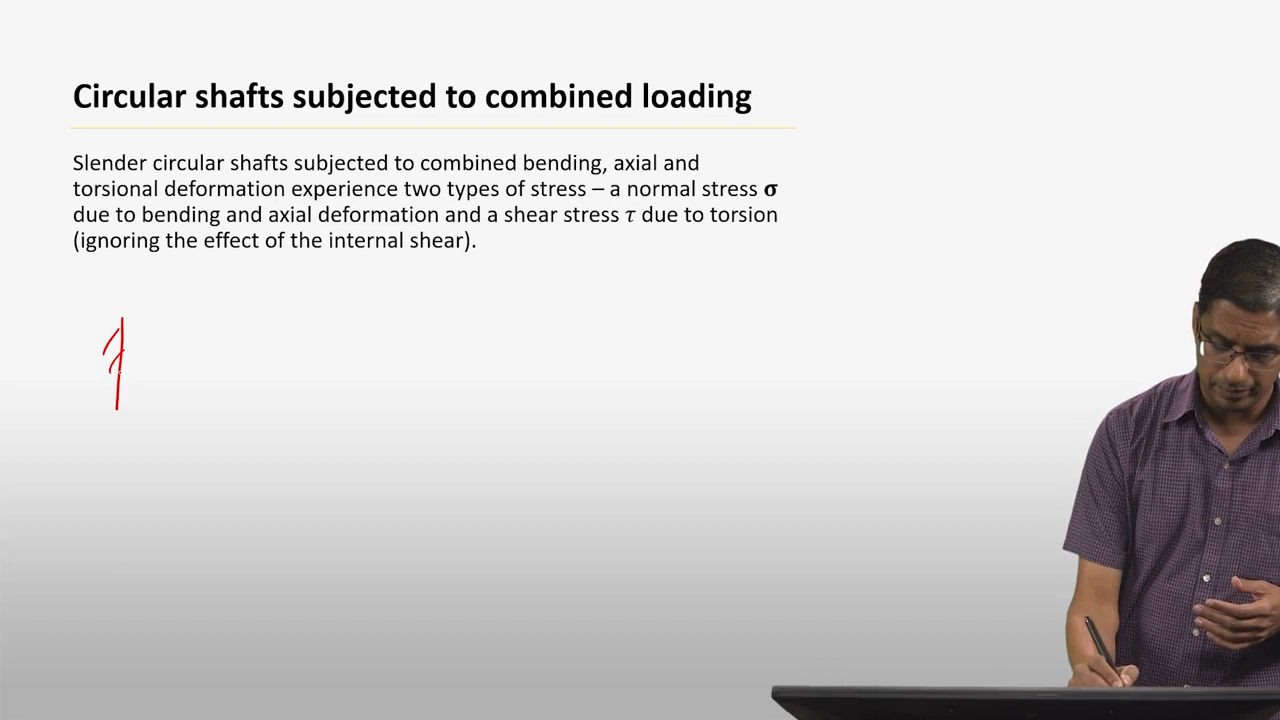 Circular shafts subjected to combined loading
Slender circular shafts subjected to combined bending, axial and
torsional deformation experience two types of stress – a normal stress σ
due to bending and axial deformation and a shear stress τ due to torsion
(ignoring the effect of the internal shear).